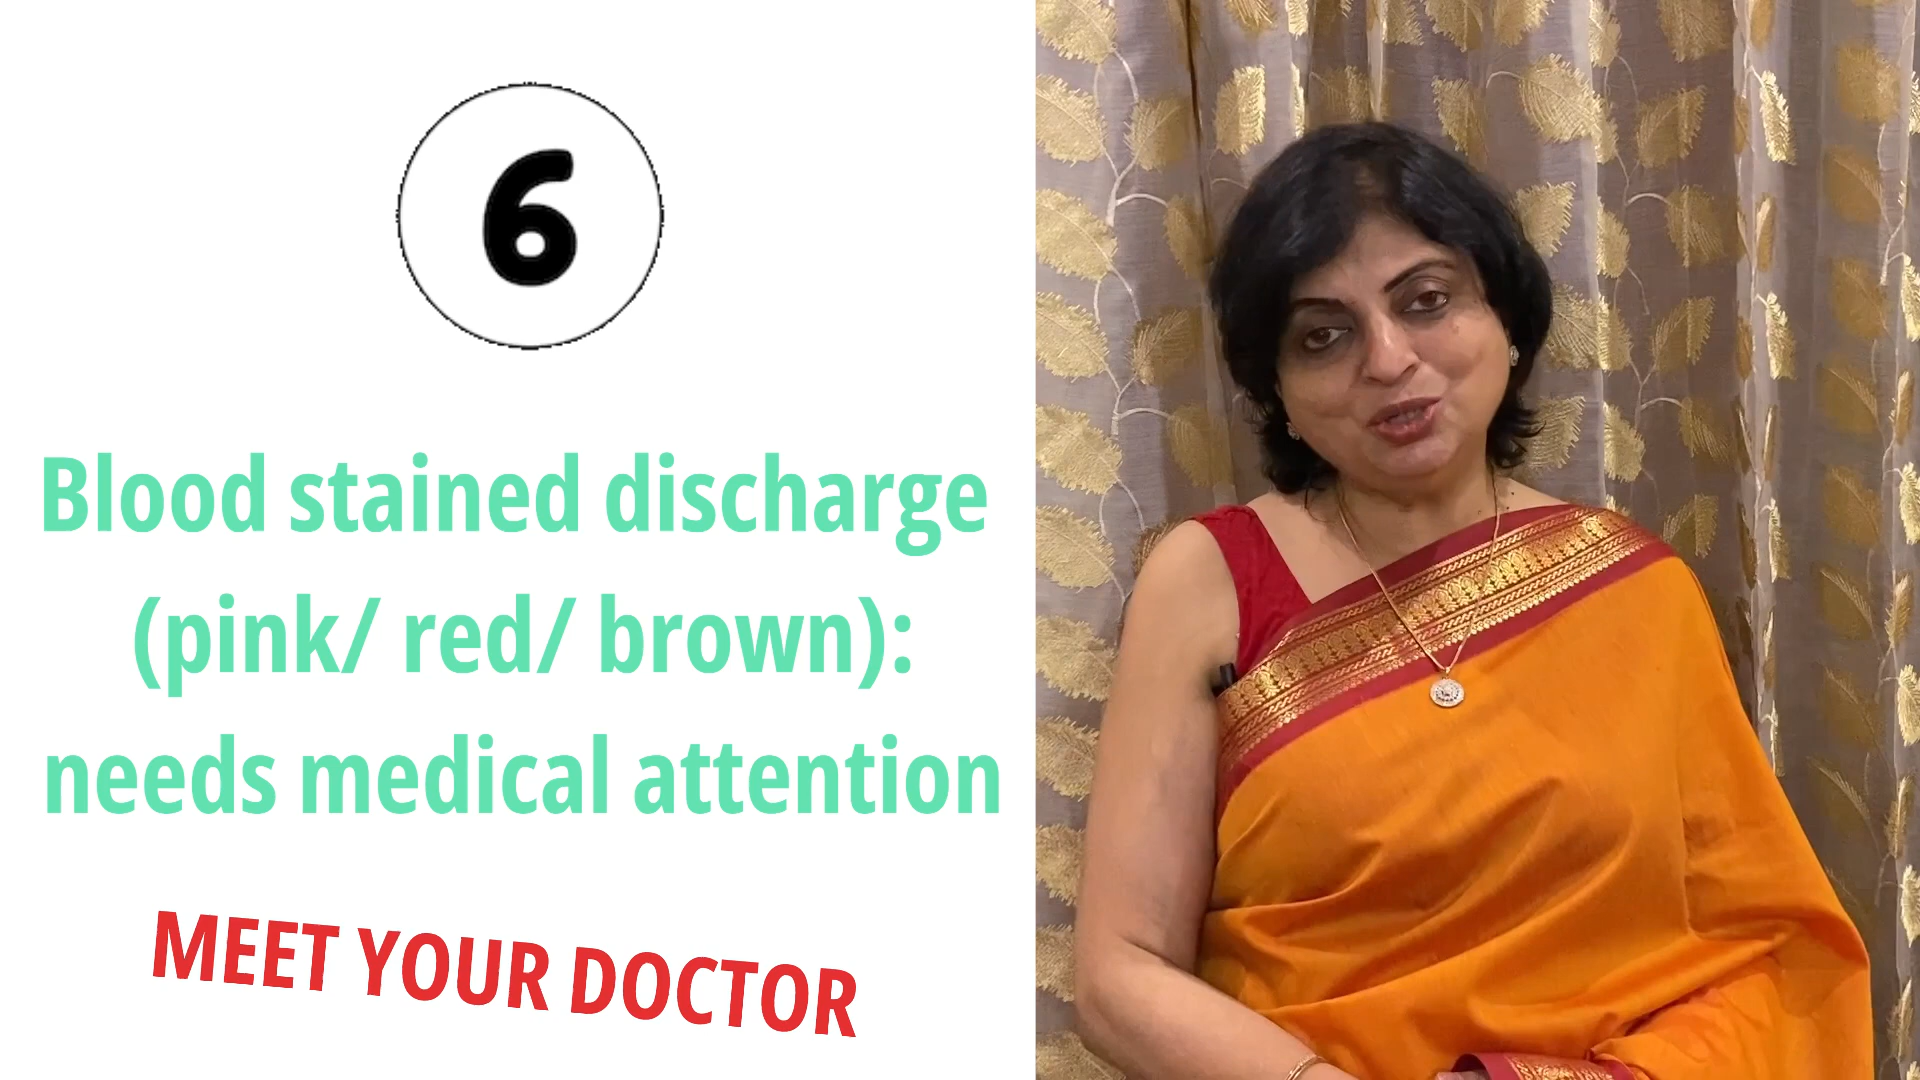 6
Blood stained discharge
(pink/ red/ brown):
needs medical attention
MEET YOUR DOCTOR